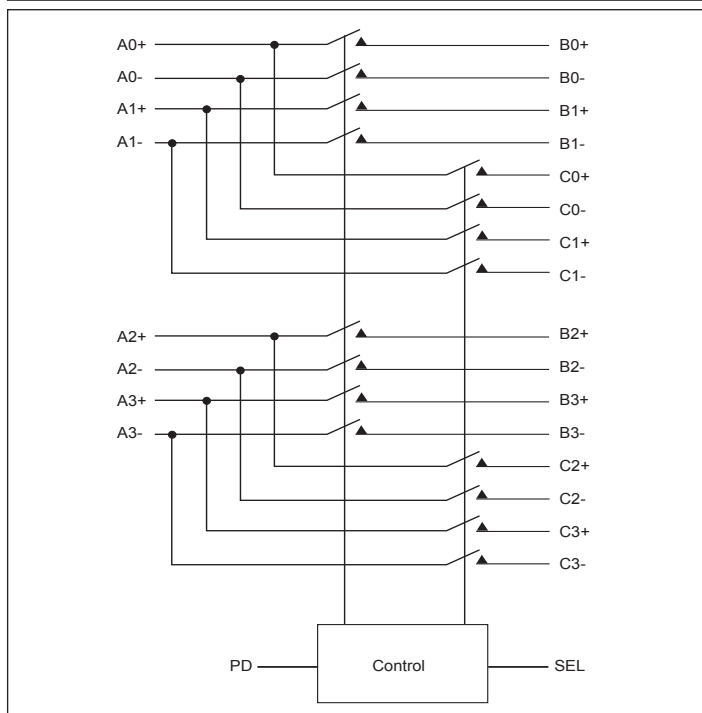 A0+ B0+
A0- B0-
A1+ B1+
A1- B1-
C0+
C0-
C1+
C1-
A2+ B2+
A2- B2-
A3+ B3+
A3- B3-
C2+
C2-
C3+
C3-
PD Control SEL